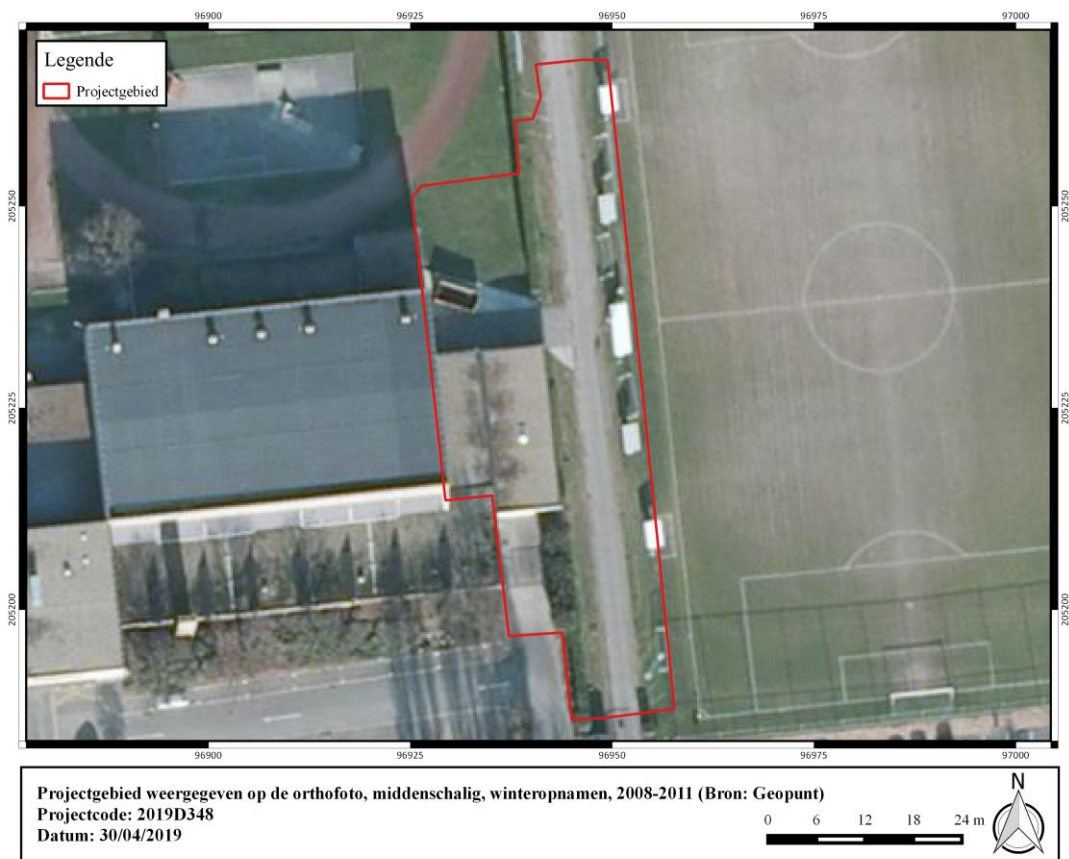 96900 96925 96950 96975 97000
Legende
Projectgebied
205250 205250
205225 205225
205200 205200
96900 96925 96950 96975 97000
Projectgebied weergegeven op de orthofoto, middenschalig, winteropnamen, 2008-2011 (Bron: Geopunt)
Projectcode: 2019D348
Datum: 30/04/2019
0 6 12 18 24 m
N